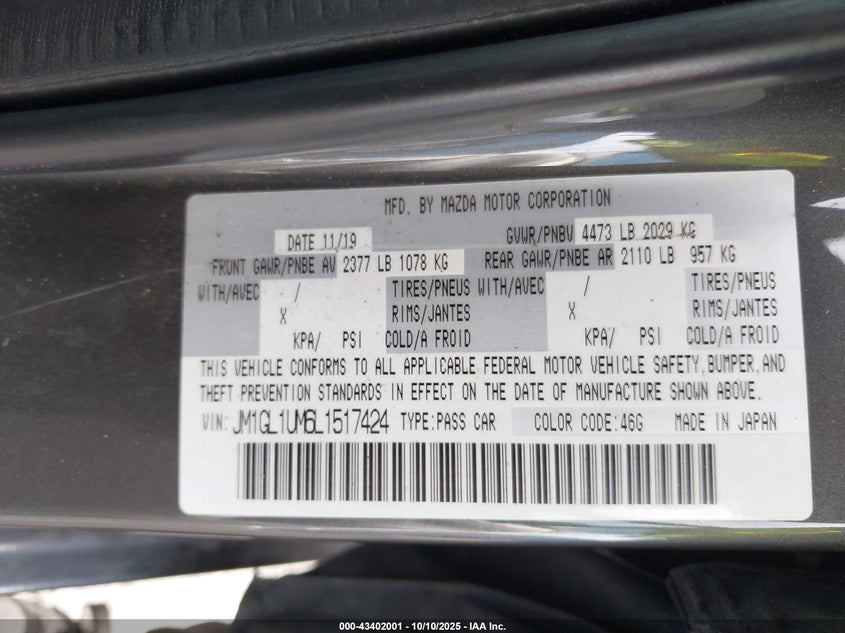 MFD. BY MAZDA MOTOR CORPORATION
DATE 11/19 GVWR/PNBV 4473 LB 2029 KG
FRONT GAWR/PNBE AV 2377 LB 1078 KG REAR GAWR/PNBE AR 2110 LB 957 KG
WITH/AVEC / TIRES/PNEUS WITH/AVEC / TIRES/PNEUS
X RIMS/JANTES X RIMS/JANTES
KPA/ PSI COLD/A FROID KPA/ PSI COLD/A FROID
THIS VEHICLE CONFORMS TO ALL APPLICABLE FEDERAL MOTOR VEHICLE SAFETY,BUMPER,AND
THEFT PREVENTION STANDARDS IN EFFECT ON THE DATE OF MANUFACTURE SHOWN ABOVE.
VIN: JM1GL1UM6L1517424 TYPE:PASS CAR COLOR CODE:46G MADE IN JAPAN
000-43402001 - 10/10/2025 - IAA Inc.